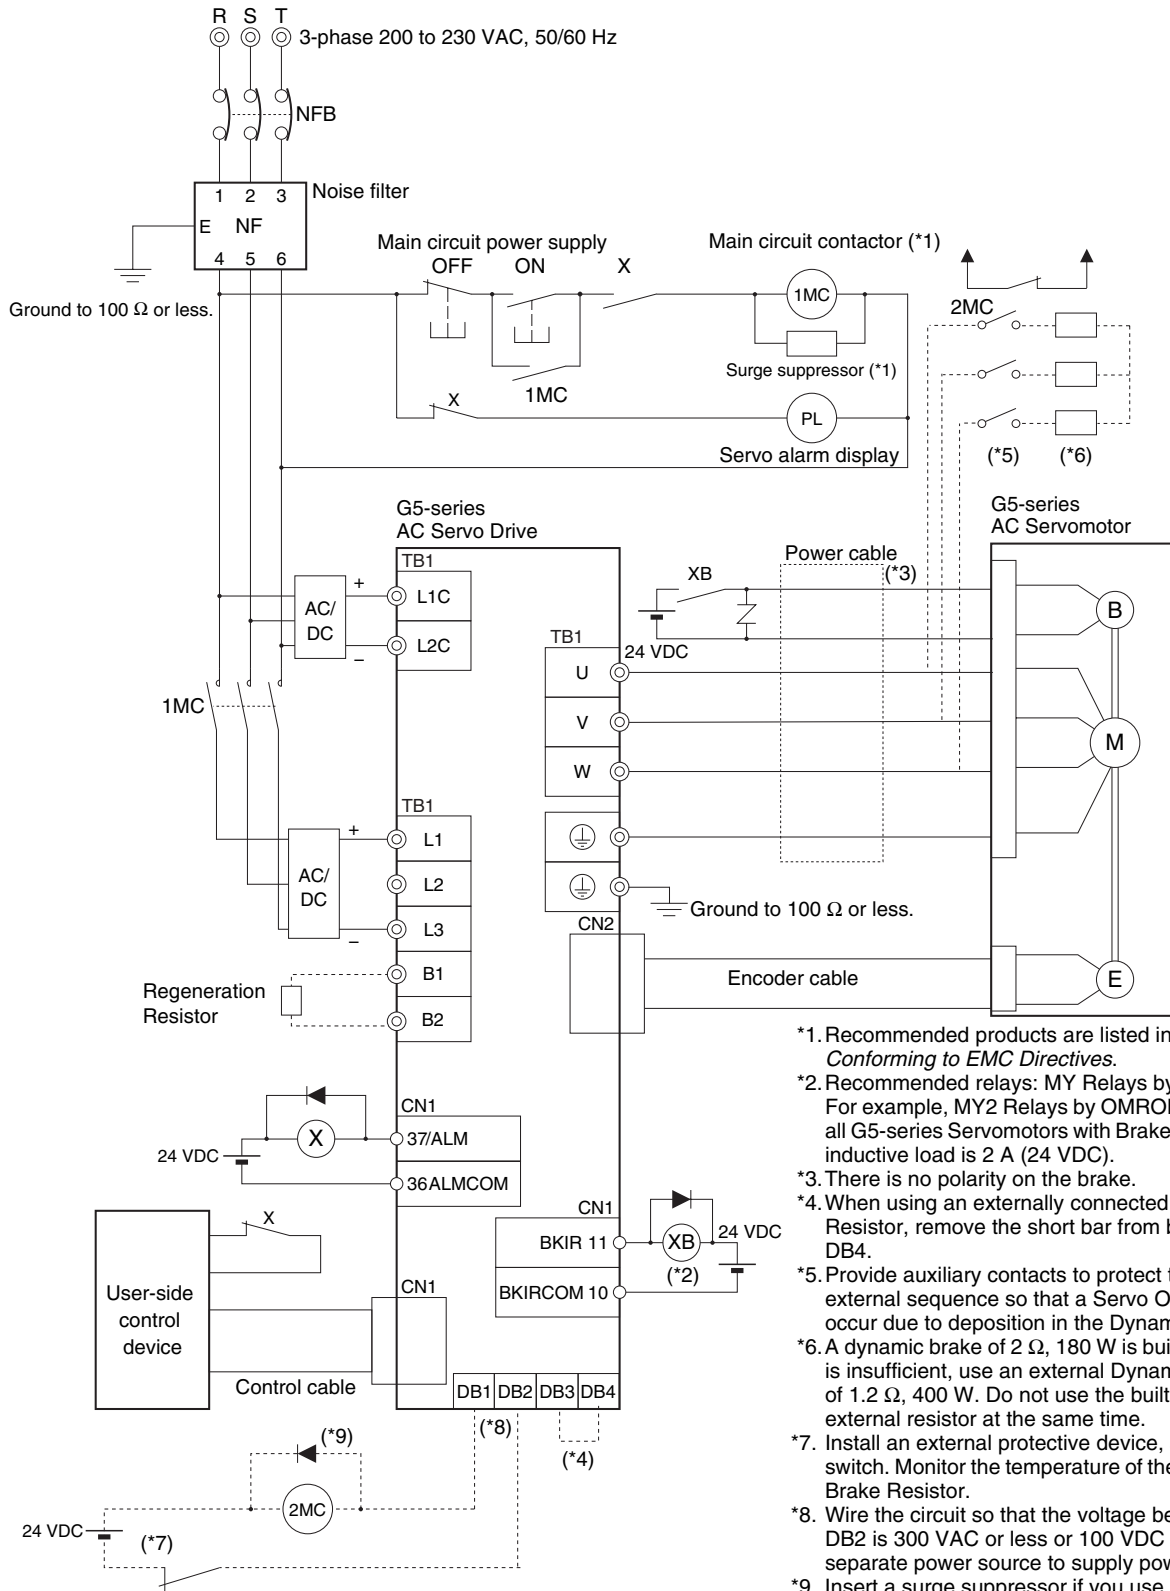 R S T
3-phase 200 to 230 VAC, 50/60 Hz
NFB
1 2 3
Noise filter
E NF
4 5 6
Ground to 100 Ω or less.
Main circuit power supply
OFF ON X
Main circuit contactor (*1)
1MC
Surge suppressor (*1)
1MC
X
PL
Servo alarm display
2MC
(*5) (*6)
G5-series
AC Servo Drive
G5-series
AC Servomotor
TB1
+
L1C
AC/
DC
L2C
–
1MC
TB1
+
L1
AC/
DC
L2
L3
–
B1
B2
Regeneration
Resistor
XB
24 VDC
Power cable
(*3)
TB1
U
V
W
B
M
E
Ground to 100 Ω or less.
CN2
Encoder cable
CN1
X
37/ALM
24 VDC
36ALMCOM
CN1
BKIR 11
XB
24 VDC
(*2)
BKIRCOM 10
X
User-side
control
device
CN1
Control cable
DB1 DB2 DB3 DB4
(*8)
(*4)
(*9)
2MC
24 VDC
(*7)
*1. Recommended products are listed in
Conforming to EMC Directives.
*2. Recommended relays: MY Relays by
For example, MY2 Relays by OMRO
all G5-series Servomotors with Brake
inductive load is 2 A (24 VDC).
*3. There is no polarity on the brake.
*4. When using an externally connected
Resistor, remove the short bar from
DB4.
*5. Provide auxiliary contacts to protect
external sequence so that a Servo O
occur due to deposition in the Dynam
*6. A dynamic brake of 2 Ω, 180 W is bui
is insufficient, use an external Dynam
of 1.2 Ω, 400 W. Do not use the built
external resistor at the same time.
*7. Install an external protective device,
switch. Monitor the temperature of the
Brake Resistor.
*8. Wire the circuit so that the voltage be
DB2 is 300 VAC or less or 100 VDC
separate power source to supply pow
*9. Insert a surge suppressor if you use